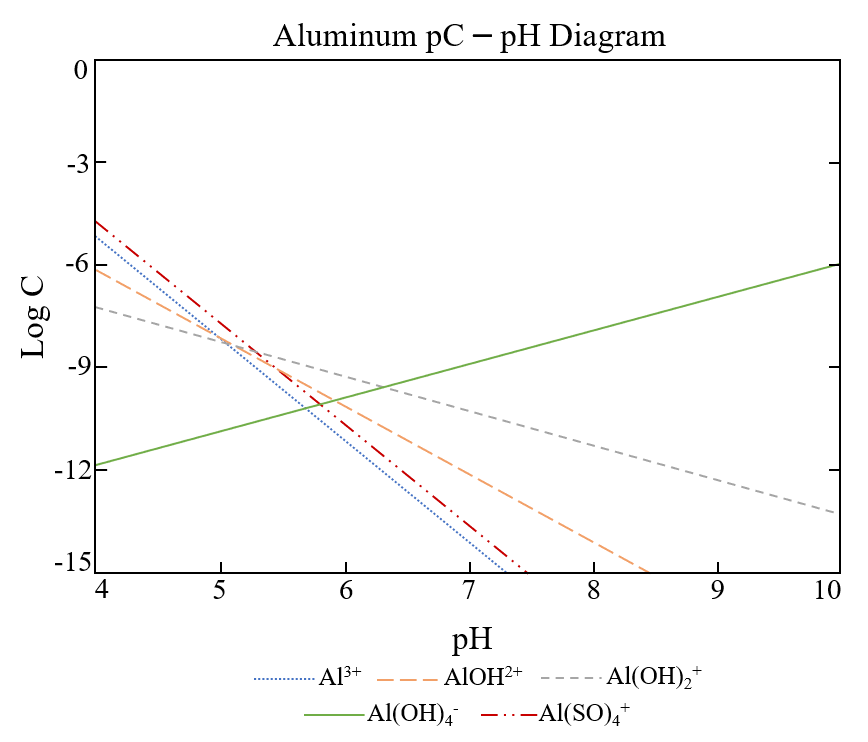 Aluminum pC – pH Diagram
0
-3
-6
-9
-12
-15
Log C
4 5 6 7 8 9 10
pH
Al³⁺ AlOH²⁺ Al(OH)₂⁺
Al(OH)₄⁻ Al(SO)₄⁺